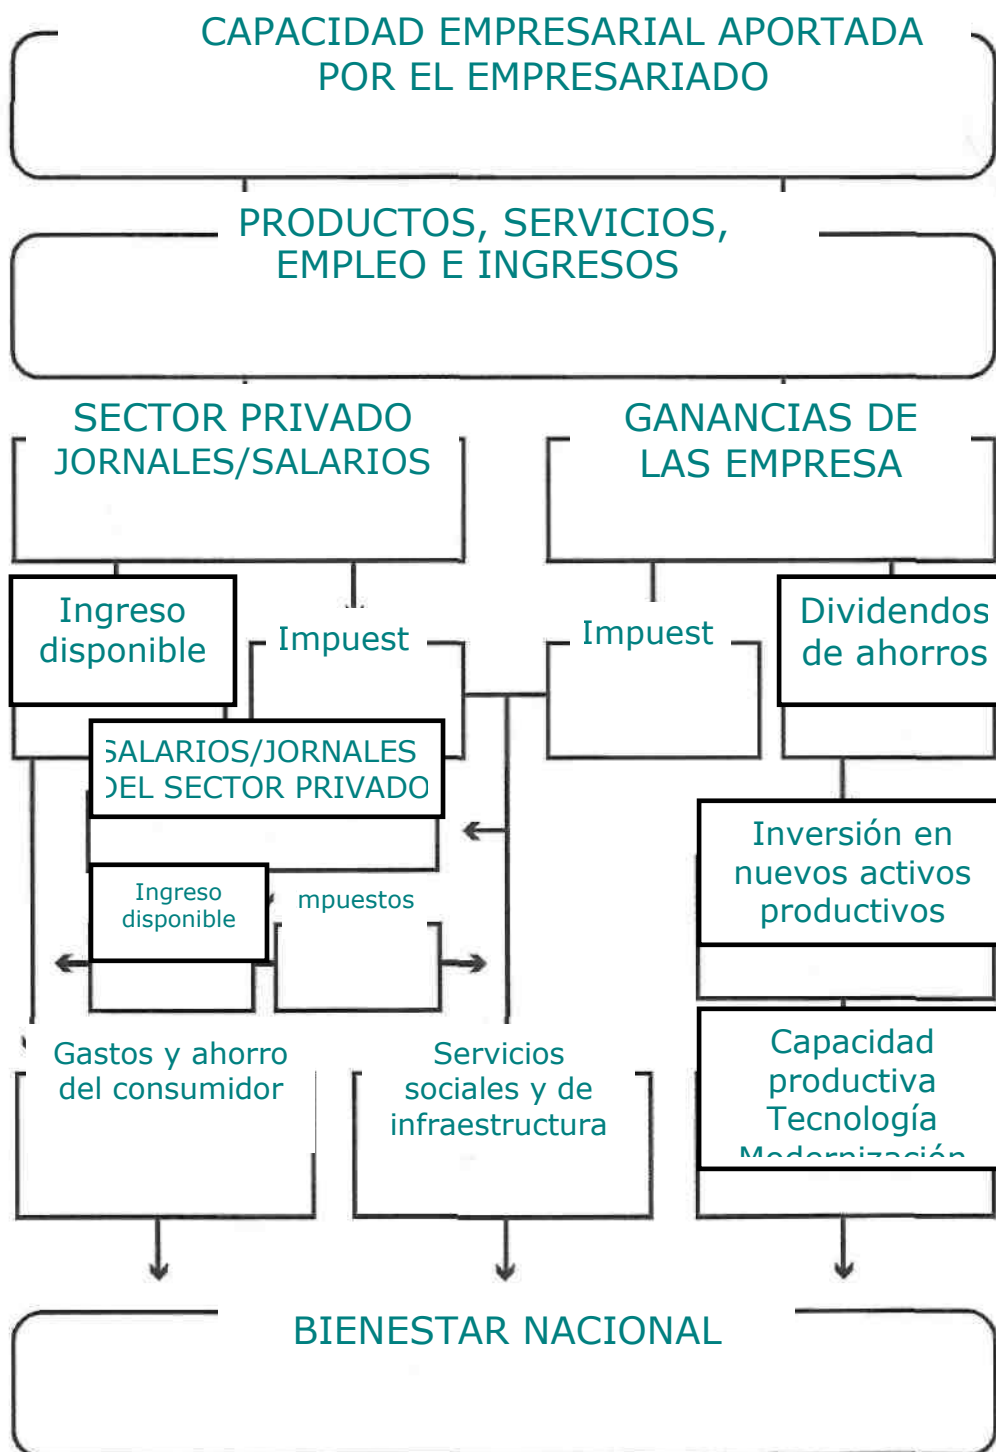 CAPACIDAD EMPRESARIAL APORTADA
POR EL EMPRESARIADO
PRODUCTOS, SERVICIOS,
EMPLEO E INGRESOS
SECTOR PRIVADO
JORNALES/SALARIOS
GANANCIAS DE
LAS EMPRESA
Ingreso
disponible
Impuest
Impuest
Dividendos
de ahorros
SALARIOS/JORNALES
DEL SECTOR PRIVADO
Inversión en
nuevos activos
productivos
Ingreso
disponible
mpuestos
Gastos y ahorro
del consumidor
Servicios
sociales y de
infraestructura
Capacidad
productiva
Tecnología
Modernización
BIENESTAR NACIONAL